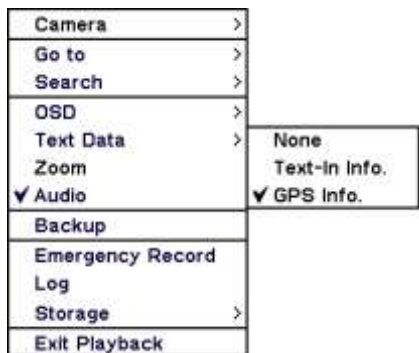 Camera >
Go to >
Search >
OSD >
Text Data >
Zoom
✓ Audio
Backup
Emergency Record
Log
Storage >
Exit Playback
None
Text-In Info.
✓ GPS Info.